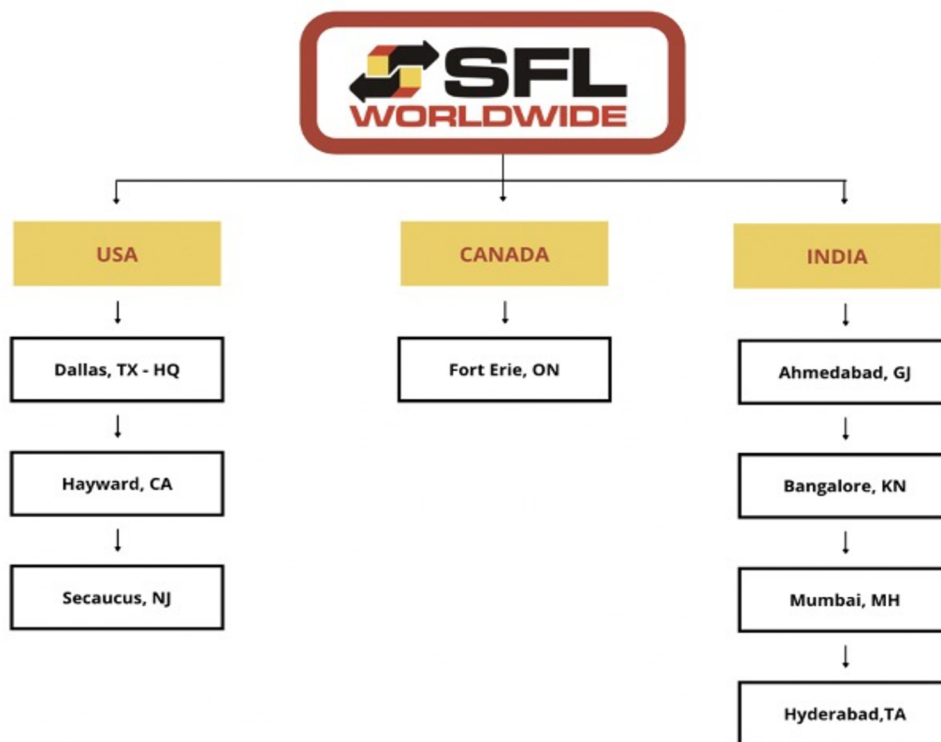 SFL
WORLDWIDE
USA
Dallas, TX - HQ
Hayward, CA
Secaucus, NJ
CANADA
Fort Erie, ON
INDIA
Ahmedabad, GJ
Bangalore, KN
Mumbai, MH
Hyderabad,TA